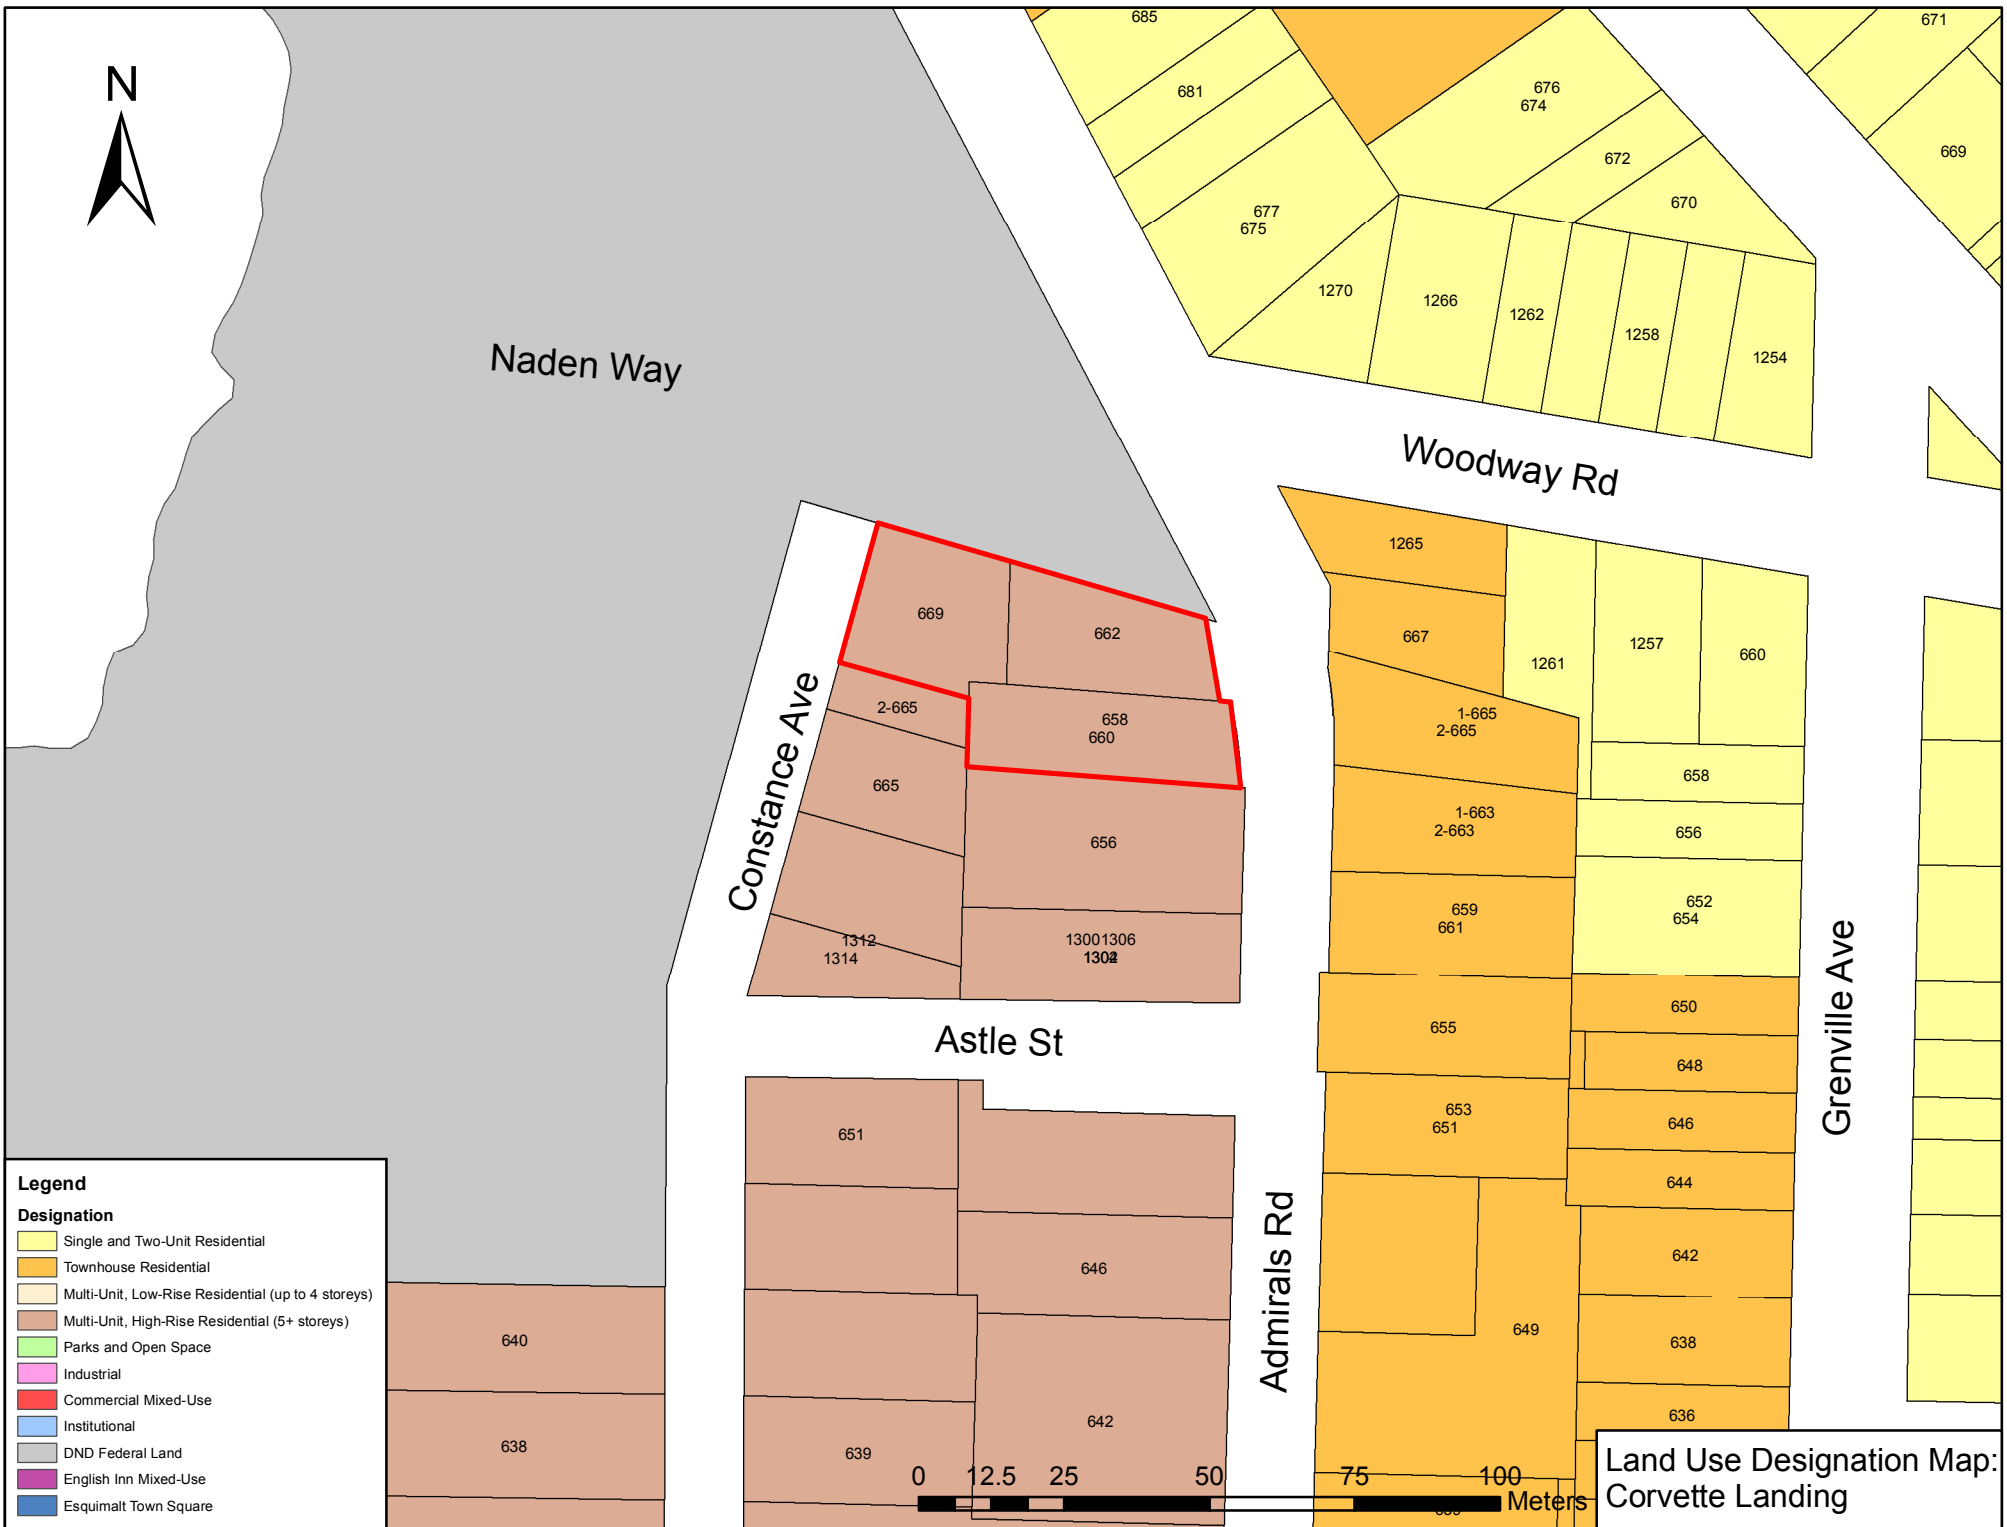 685
671
N
681
676
674
669
672
677
675
670
1270
1266
1262
1258
1254
Naden Way
Woodway Rd
1265
669
662
667
1261
1257
660
2-665
658
660
1-665
2-665
665
658
Constance Ave
656
1-663
2-663
656
1312
1314
13001306
659
661
652
654
Astle St
655
650
Grenville Ave
648
651
653
651
646
644
Admirals Rd
646
642
640
649
638
638
639
642
636
Legend
Designation
Single and Two-Unit Residential
Townhouse Residential
Multi-Unit, Low-Rise Residential (up to 4 storeys)
Multi-Unit, High-Rise Residential (5+ storeys)
Parks and Open Space
Industrial
Commercial Mixed-Use
Institutional
DND Federal Land
English Inn Mixed-Use
Esquimalt Town Square
0 12.5 25 50 75 100
Meters
Land Use Designation Map:
Corvette Landing